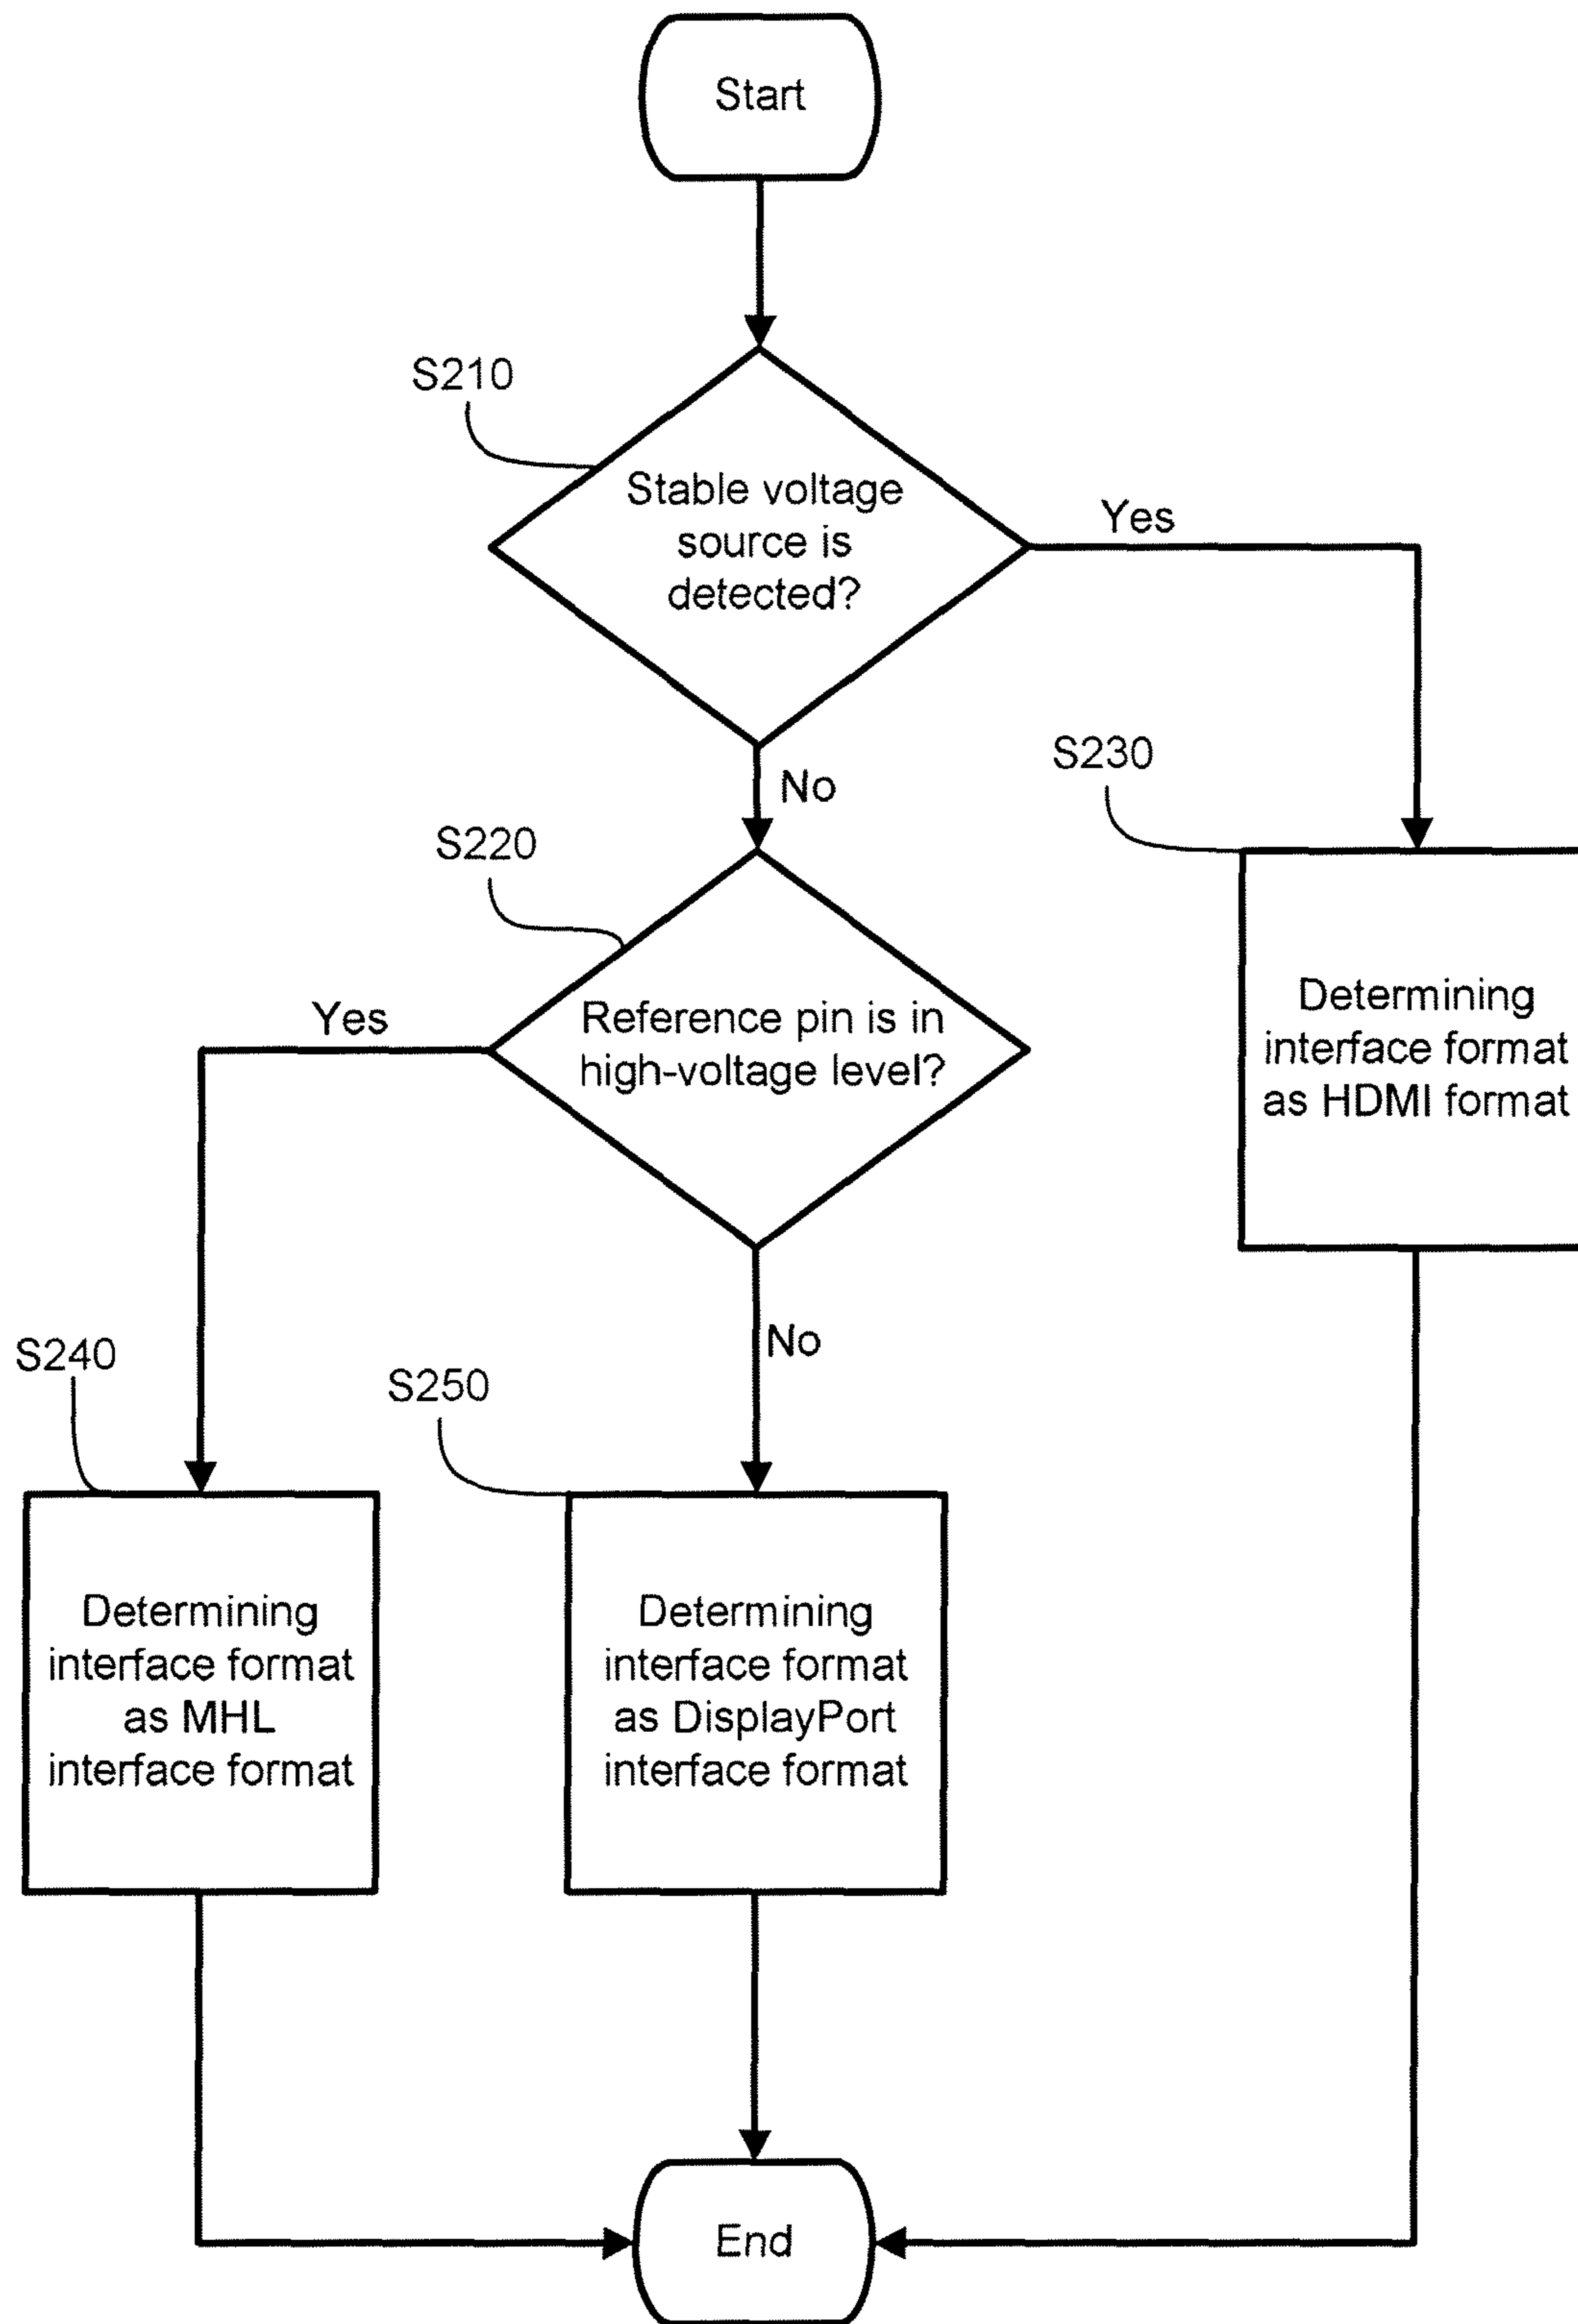 Start
S210
Stable voltage
source is
detected?
Yes
No
S230
S220
Determining
interface format
as HDMI format
Reference pin is in
high-voltage level?
Yes
No
S240
S250
Determining
interface format
as MHL
interface format
Determining
interface format
as DisplayPort
interface format
End